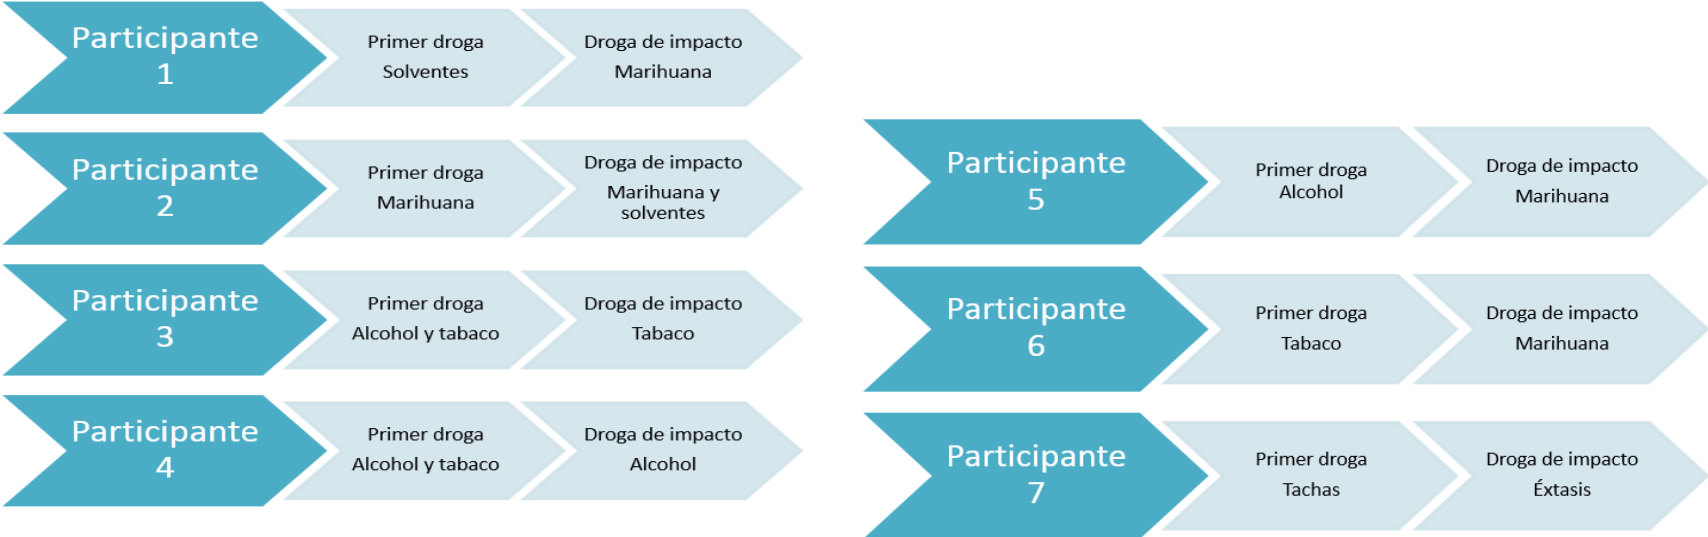 Participante
1
Primer droga
Solventes
Droga de impacto
Marihuana
Participante
2
Primer droga
Marihuana
Droga de impacto
Marihuana y
solventes
Participante
3
Primer droga
Alcohol y tabaco
Droga de impacto
Tabaco
Participante
4
Primer droga
Alcohol y tabaco
Droga de impacto
Alcohol
Participante
5
Primer droga
Alcohol
Droga de impacto
Marihuana
Participante
6
Primer droga
Tabaco
Droga de impacto
Marihuana
Participante
7
Primer droga
Tachas
Droga de impacto
Éxtasis